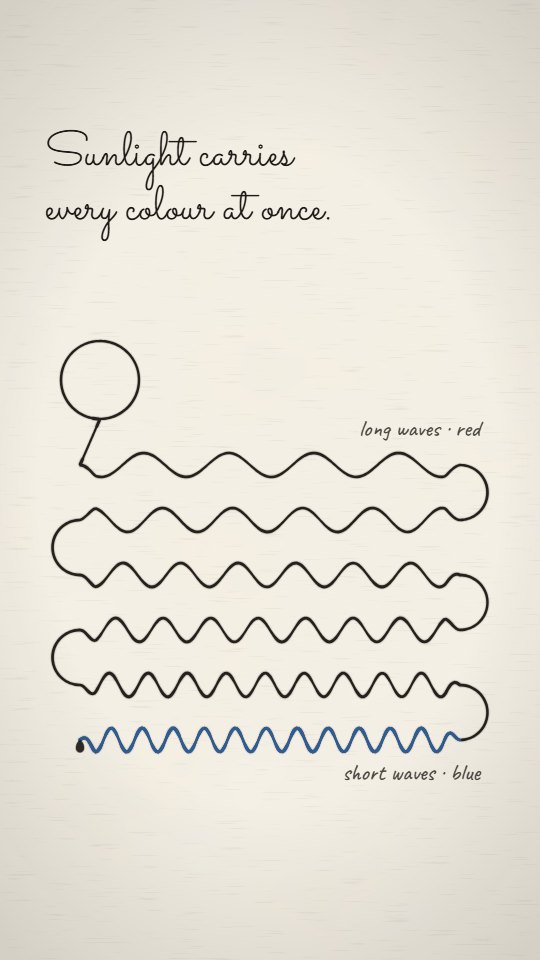 Sunlight carries
every colour at once.
long waves · red
short waves · blue